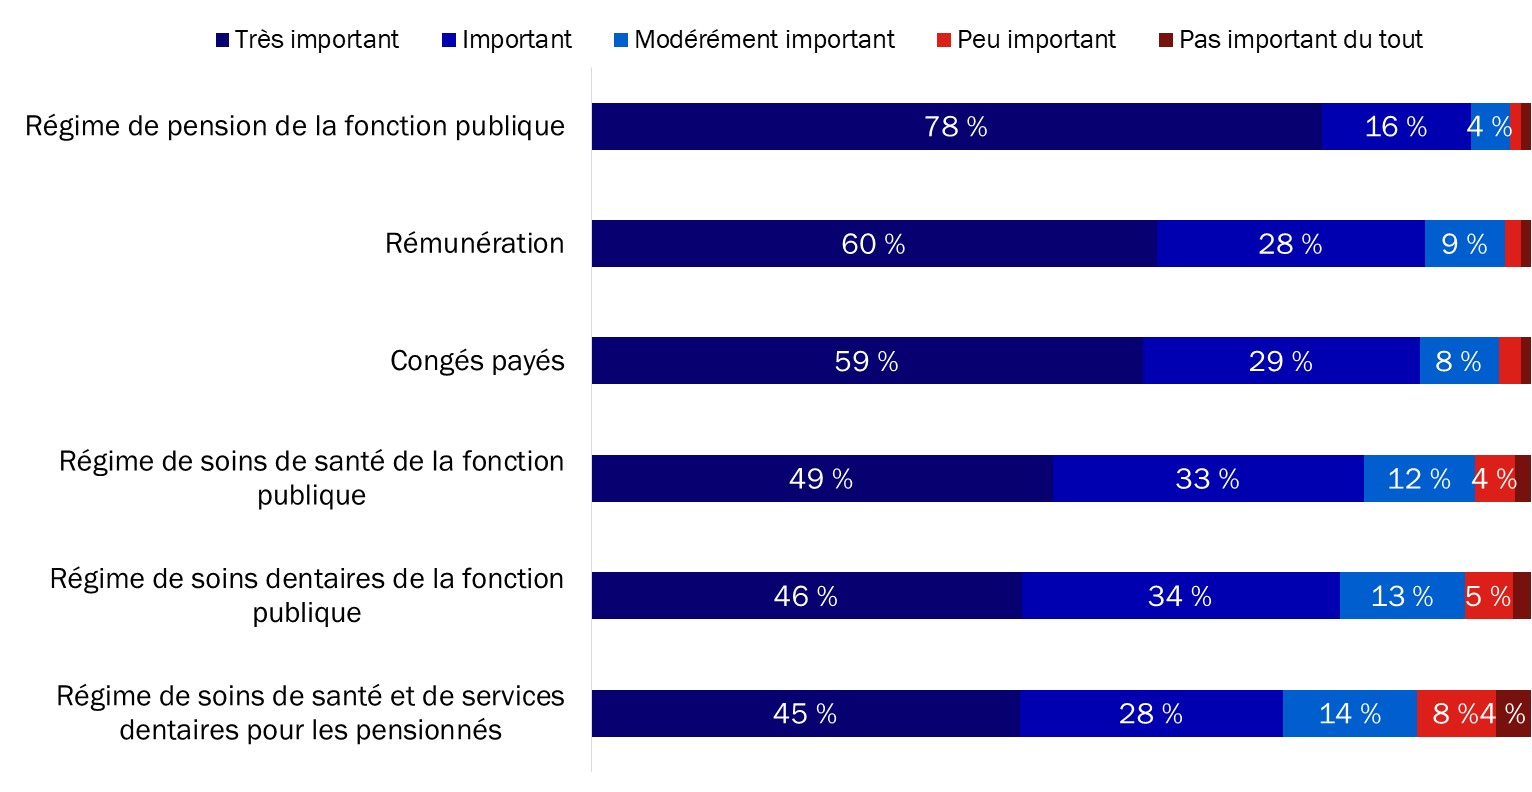 Très important Important Modérément important Peu important Pas important du tout
Régime de pension de la fonction publique 78 % 16 % 4 %
Rémunération 60 % 28 % 9 %
Congés payés 59 % 29 % 8 %
Régime de soins de santé de la fonction
publique 49 % 33 % 12 % 4 %
Régime de soins dentaires de la fonction
publique 46 % 34 % 13 % 5 %
Régime de soins de santé et de services
dentaires pour les pensionnés 45 % 28 % 14 % 8 % 4 %